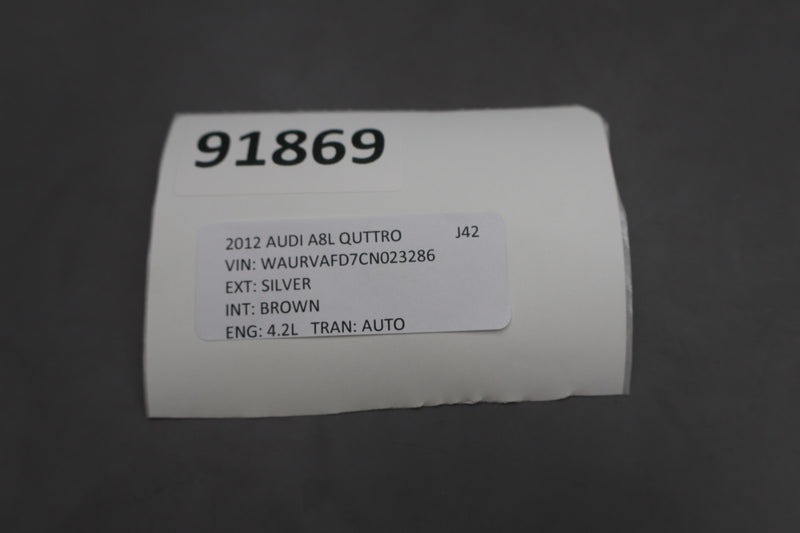 91869
2012 AUDI A8L QUTTRO J42
VIN: WAURVAFD7CN023286
EXT: SILVER
INT: BROWN
ENG: 4.2L TRAN: AUTO